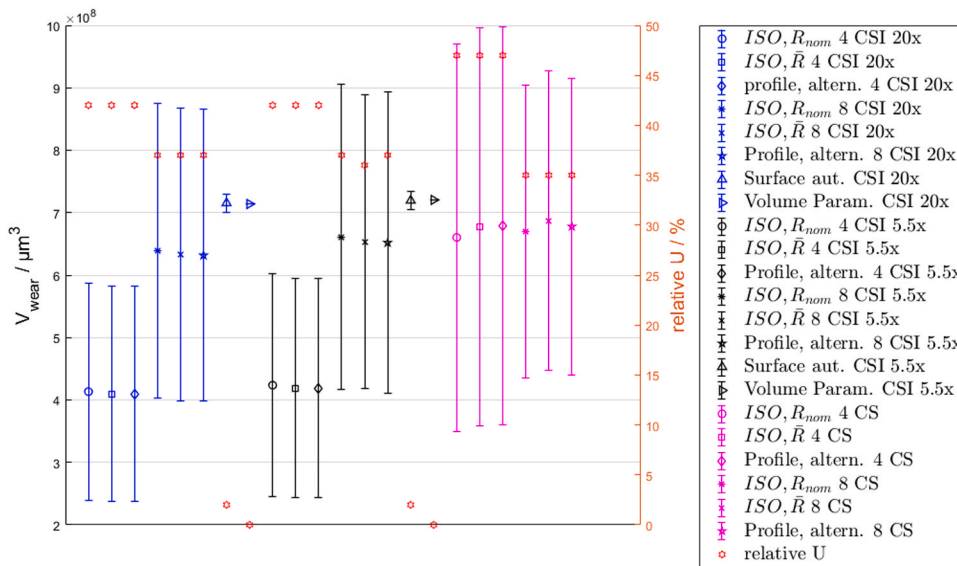 ×10⁸
10
9
8
7
6
5
4
3
2
V_wear / µm³
50
45
40
35
30
25
20
15
10
5
0
relative U / %
ISO, R_nom 4 CSI 20x
ISO, R̄ 4 CSI 20x
profile, altern. 4 CSI 20x
ISO, R_nom 8 CSI 20x
ISO, R̄ 8 CSI 20x
Profile, altern. 8 CSI 20x
Surface aut. CSI 20x
Volume Param. CSI 20x
ISO, R_nom 4 CSI 5.5x
ISO, R̄ 4 CSI 5.5x
Profile, altern. 4 CSI 5.5x
ISO, R_nom 8 CSI 5.5x
ISO, R̄ 8 CSI 5.5x
Profile, altern. 8 CSI 5.5x
Surface aut. CSI 5.5x
Volume Param. CSI 5.5x
ISO, R_nom 4 CS
ISO, R̄ 4 CS
Profile, altern. 4 CS
ISO, R_nom 8 CS
ISO, R̄ 8 CS
Profile, altern. 8 CS
relative U